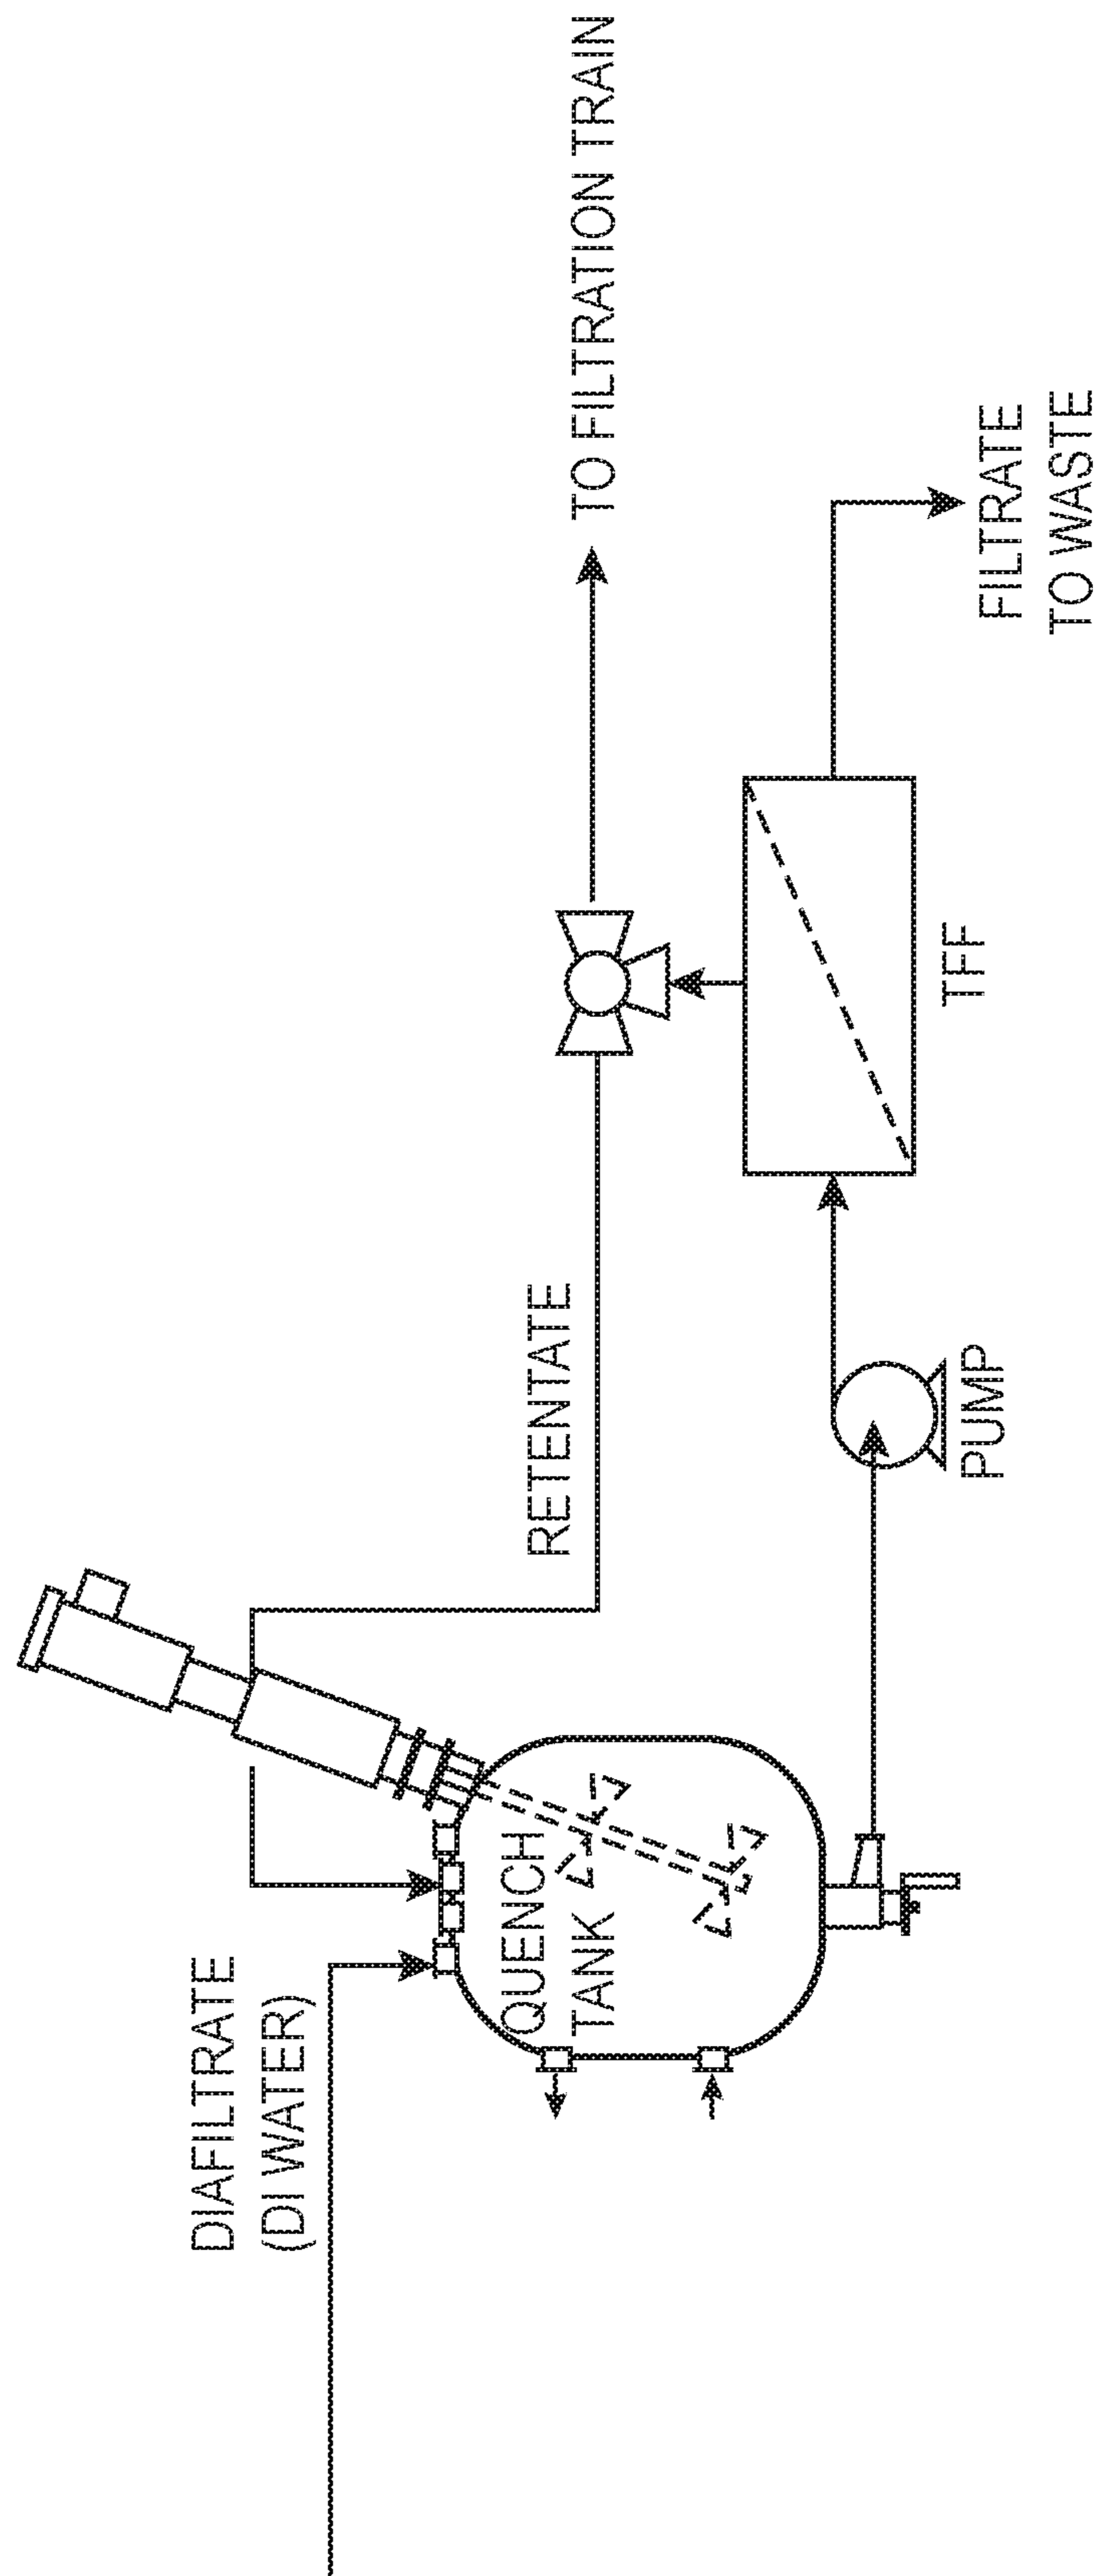 DIAFILTRATE
(DI WATER)
QUENCH
TANK
RETENTATE
TO FILTRATION TRAIN
PUMP
TFF
FILTRATE
TO WASTE